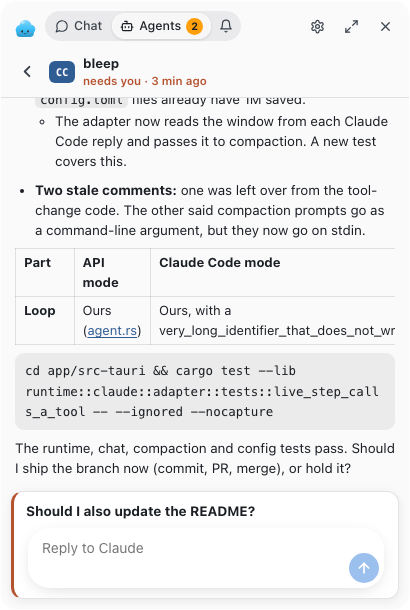 Chat
Agents 2
CC
bleep
needs you · 3 min ago
config.toml files already have 1M saved.
The adapter now reads the window from each Claude
Code reply and passes it to compaction. A new test
covers this.
Two stale comments: one was left over from the tool-
change code. The other said compaction prompts go as
a command-line argument, but they now go on stdin.
Part API mode Claude Code mode
Loop Ours (agent.rs) Ours, with a very_long_identifier_that_does_not_wr
cd app/src-tauri && cargo test --lib
runtime::claude::adapter::tests::live_step_call
s_a_tool -- --ignored --nocapture
The runtime, chat, compaction and config tests pass. Should
I ship the branch now (commit, PR, merge), or hold it?
Should I also update the README?
Reply to Claude